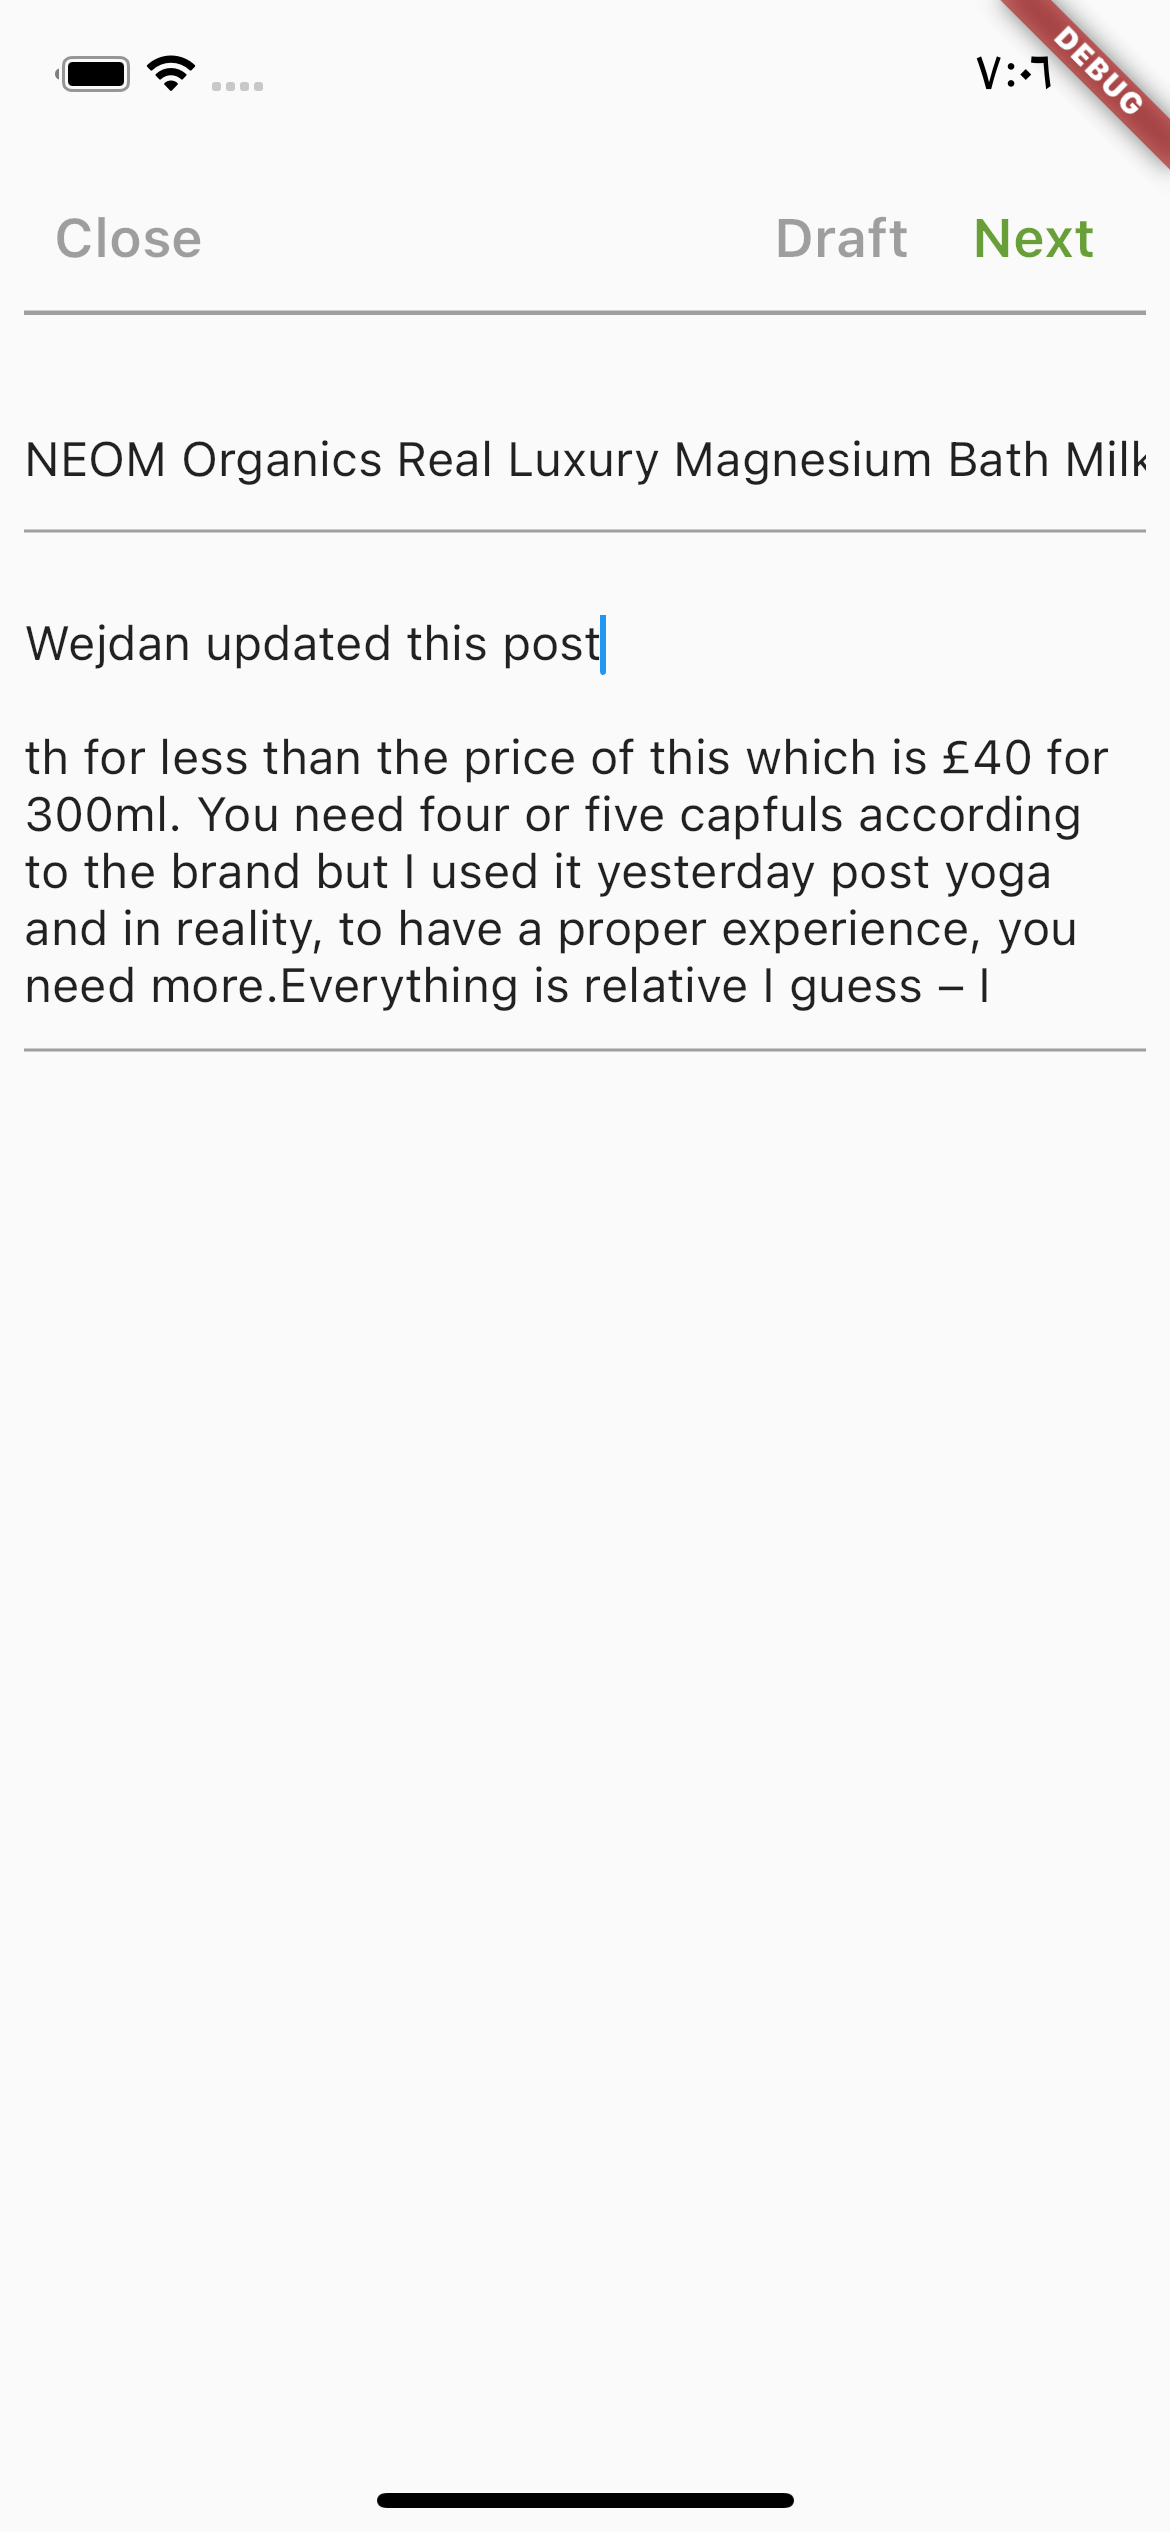 ٧:٠٦
DEBUG
Close Draft Next
NEOM Organics Real Luxury Magnesium Bath Milk
Wejdan updated this post
th for less than the price of this which is £40 for
300ml. You need four or five capfuls according
to the brand but I used it yesterday post yoga
and in reality, to have a proper experience, you
need more.Everything is relative I guess – I